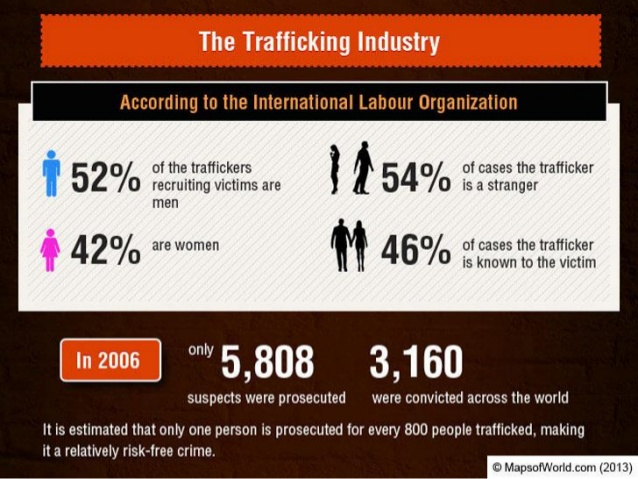 The Trafficking Industry
According to the International Labour Organization
52%
of the traffickers
recruiting victims are
men
42%
are women
54%
of cases the trafficker
is a stranger
46%
of cases the trafficker
is known to the victim
In 2006
only 5,808
suspects were prosecuted
3,160
were convicted across the world
It is estimated that only one person is prosecuted for every 800 people trafficked, making
it a relatively risk-free crime.
© MapsofWorld.com (2013)